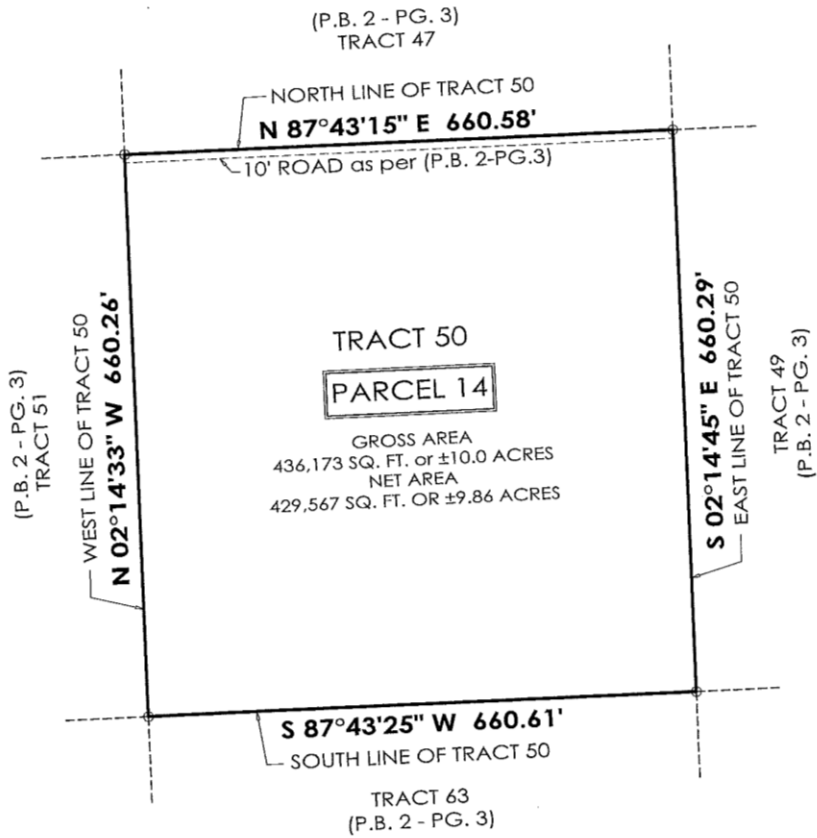 (P.B. 2 - PG. 3)
TRACT 47
NORTH LINE OF TRACT 50
N 87°43'15" E 660.58'
10' ROAD as per (P.B. 2-PG.3)
(P.B. 2 - PG. 3)
TRACT 51
WEST LINE OF TRACT 50
N 02°14'33" W 660.26'
TRACT 50
PARCEL 14
GROSS AREA
436,173 SQ. FT. or ±10.0 ACRES
NET AREA
429,567 SQ. FT. OR ±9.86 ACRES
S 02°14'45" E 660.29'
EAST LINE OF TRACT 50
TRACT 49
(P.B. 2 - PG. 3)
S 87°43'25" W 660.61'
SOUTH LINE OF TRACT 50
TRACT 63
(P.B. 2 - PG. 3)